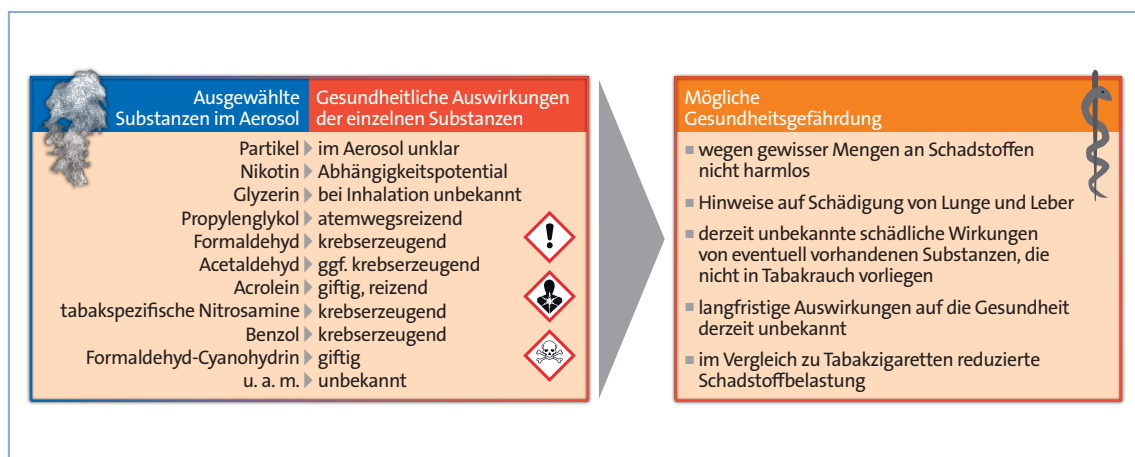 Ausgewählte
Substanzen im Aerosol
Gesundheitliche Auswirkungen
der einzelnen Substanzen
Partikel im Aerosol unklar
Nikotin Abhängigkeitspotential
Glyzerin bei Inhalation unbekannt
Propylenglykol atemwegsreizend
Formaldehyd krebserzeugend
Acetaldehyd ggf. krebserzeugend
Acrolein giftig, reizend
tabakspezifische Nitrosamine krebserzeugend
Benzol krebserzeugend
Formaldehyd-Cyanohydrin giftig
u. a. m. unbekannt
Mögliche
Gesundheitsgefährdung
wegen gewisser Mengen an Schadstoffen
nicht harmlos
Hinweise auf Schädigung von Lunge und Leber
derzeit unbekannte schädliche Wirkungen
von eventuell vorhandenen Substanzen, die
nicht in Tabakrauch vorliegen
langfristige Auswirkungen auf die Gesundheit
derzeit unbekannt
im Vergleich zu Tabakzigaretten reduzierte
Schadstoffbelastung